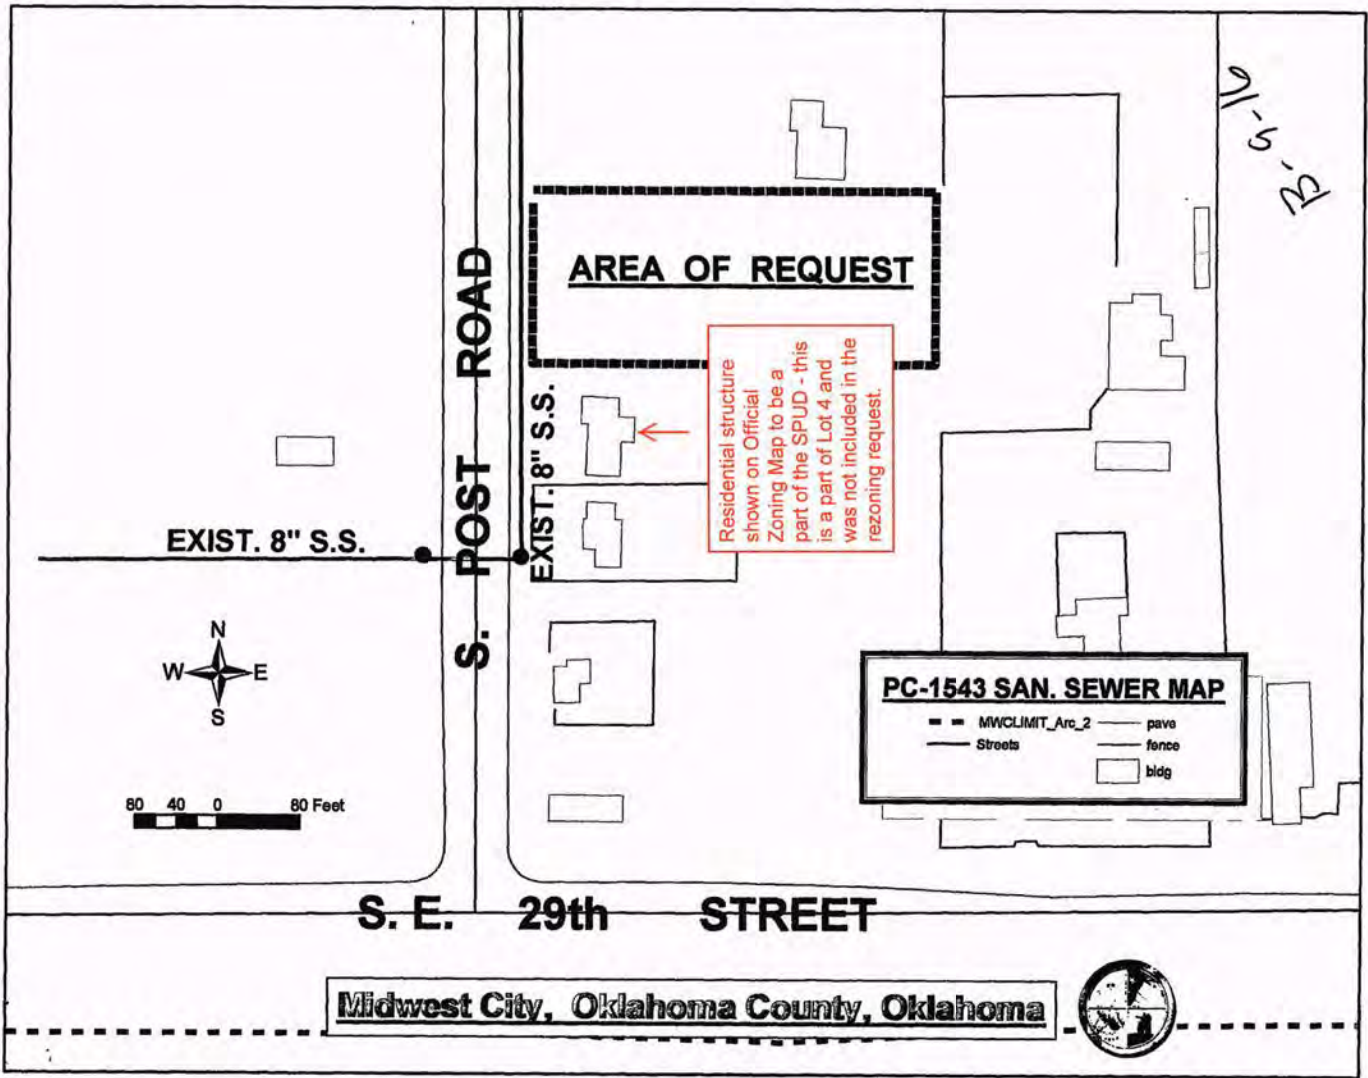 B-9-16
AREA OF REQUEST
S. POST ROAD
EXIST. 8" S.S.
EXIST. 8" S.S.
Residential structure
shown on Official
Zoning Map to be a
part of the SPUD - this
is a part of Lot 4 and
was not included in the
rezoning request.
N
W E
S
80 40 0 80 Feet
PC-1543 SAN. SEWER MAP
MWCLIMIT_Arc_2 pave
Streets fence
bldg
S. E. 29th STREET
Midwest City, Oklahoma County, Oklahoma